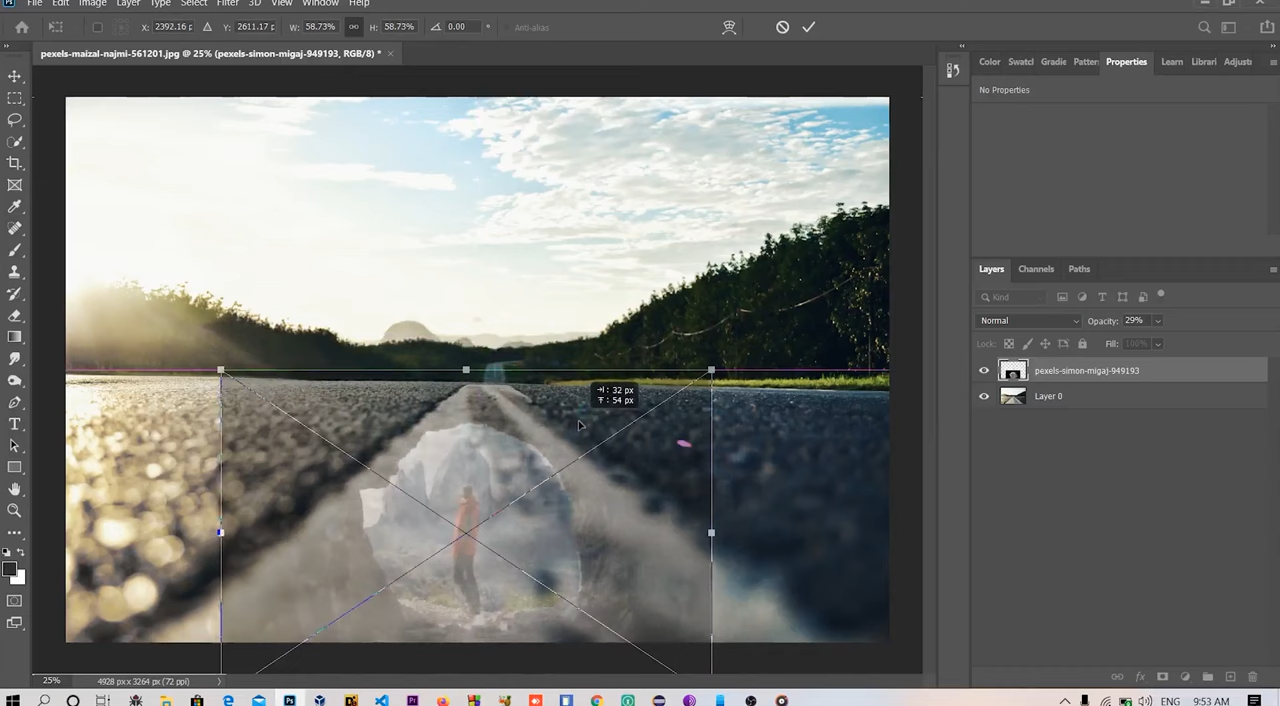 File Edit Image Layer Type Select Filter 3D View Window Help
X: 2392.16 p Y: 2611.17 p W: 58.73% H: 58.73% 0.00 ° Anti-alias
pexels-maizal-najmi-561201.jpg @ 25% (pexels-simon-migaj-949193, RGB/8) * ×
Color Swatcl Gradie Patter Properties Learn Librari Adjusti
No Properties
Layers Channels Paths
Kind
Normal Opacity: 29%
Lock: Fill: 100%
pexels-simon-migaj-949193
Layer 0
: 32 px
: 54 px
25% 4928 px x 3264 px (72 ppi)
ENG 9:53 AM